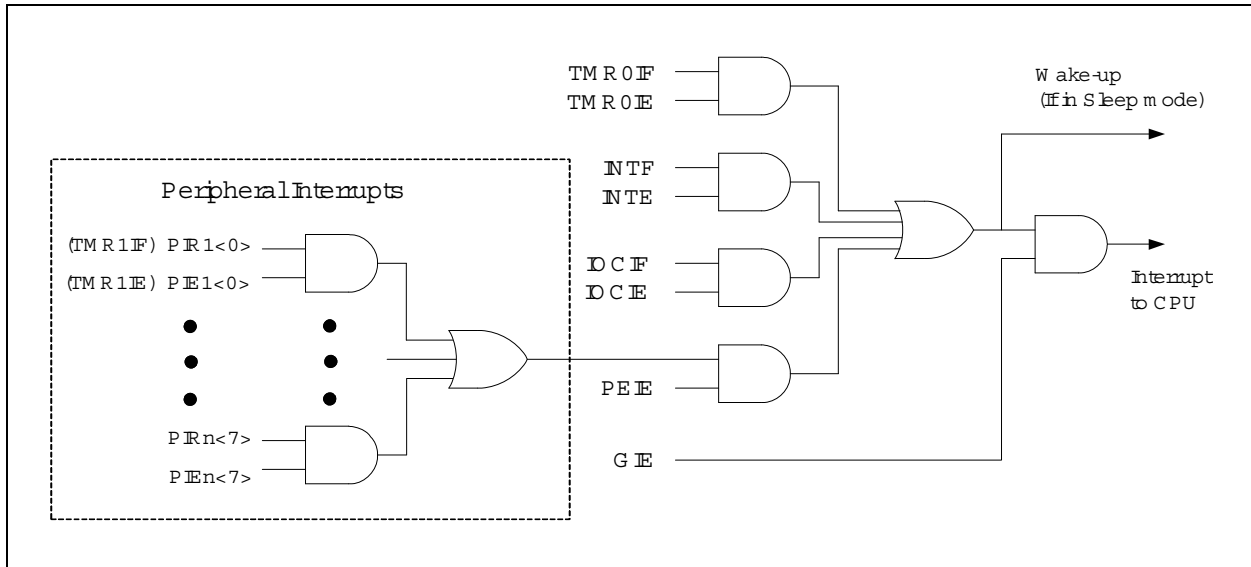 TMR0IF
TMR0IE
Wake-up
(If in Sleep mode)
INTF
INTE
Peripheral Interrupts
(TMR1IF) PIR1<0>
(TMR1IE) PIE1<0>
IOCIF
IOCIE
Interrupt
to CPU
PEIE
PIRn<7>
PIEn<7>
GIE